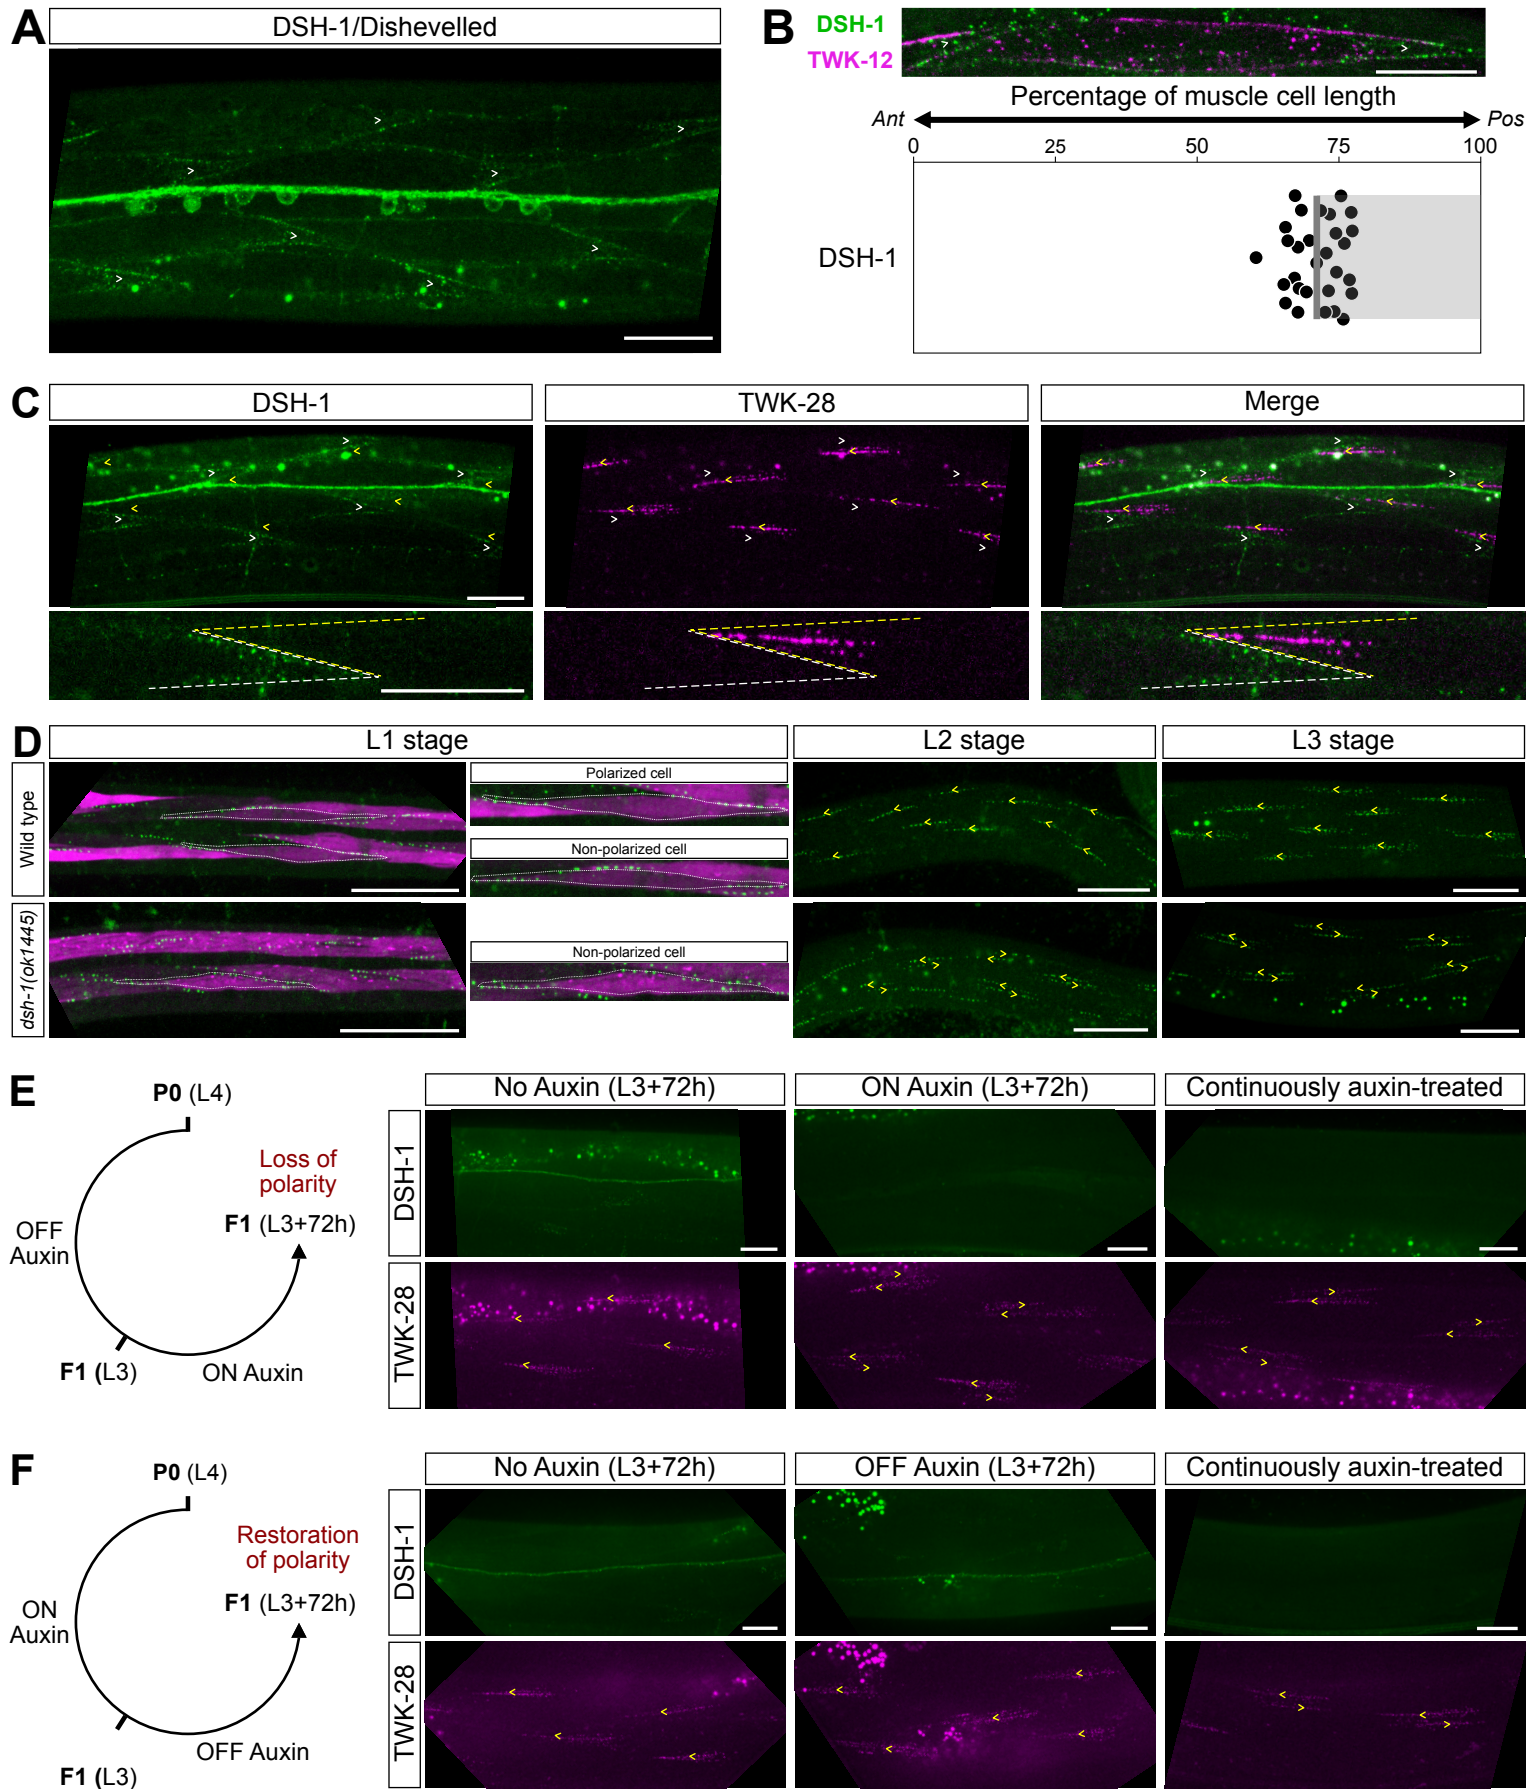 A
DSH-1/Dishevelled
B
DSH-1
TWK-12
Percentage of muscle cell length
Ant
Pos
0
25
50
75
100
DSH-1
C
DSH-1
TWK-28
Merge
D
L1 stage
L2 stage
L3 stage
Wild type
Polarized cell
Non-polarized cell
dsh-1(ok1445)
Non-polarized cell
E
P0 (L4)
Loss of
polarity
F1 (L3+72h)
OFF
Auxin
F1 (L3)
ON Auxin
No Auxin (L3+72h)
ON Auxin (L3+72h)
Continuously auxin-treated
DSH-1
TWK-28
F
P0 (L4)
Restoration
of polarity
F1 (L3+72h)
ON
Auxin
OFF Auxin
F1 (L3)
No Auxin (L3+72h)
OFF Auxin (L3+72h)
Continuously auxin-treated
DSH-1
TWK-28